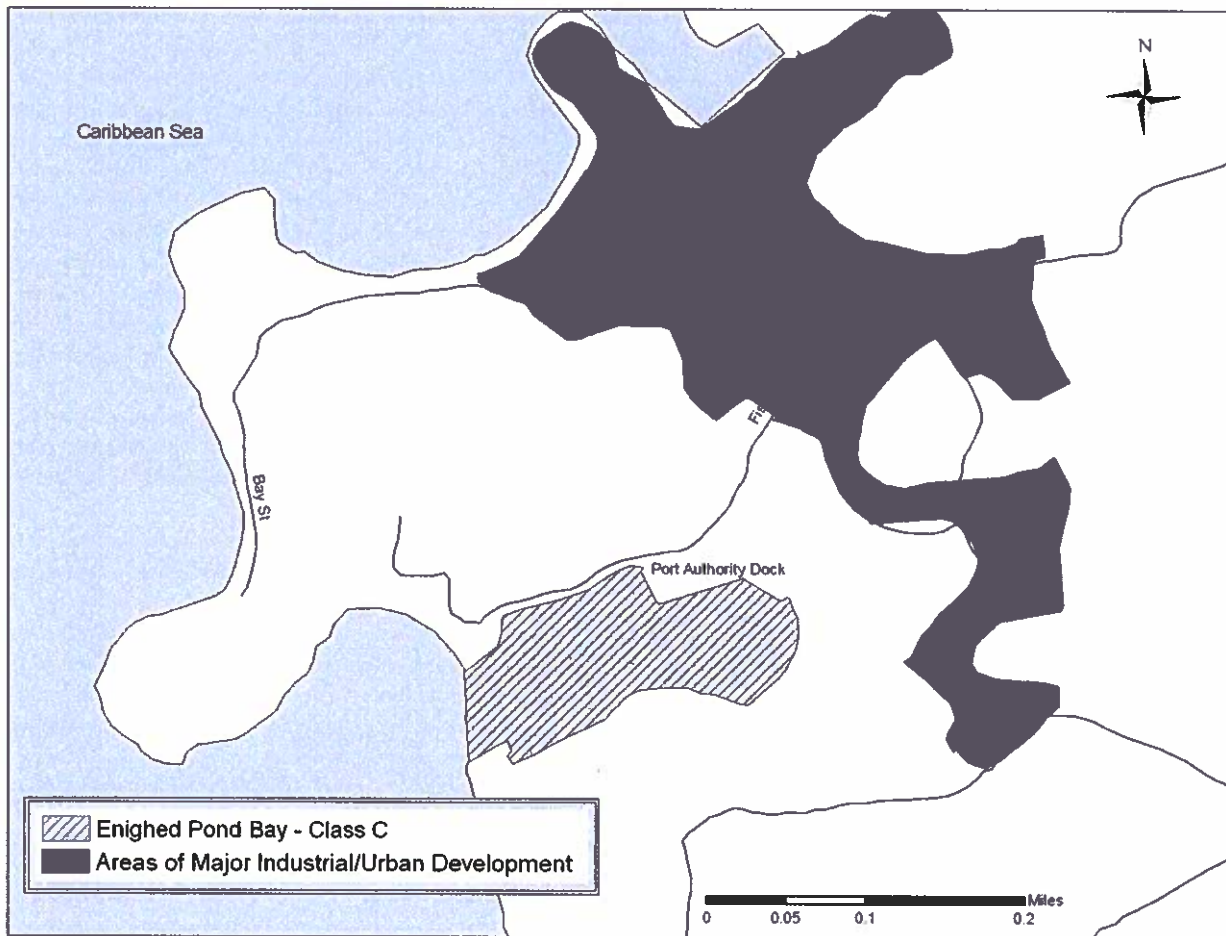 N
Caribbean Sea
Bay St
Port Authority Dock
Enighed Pond Bay - Class C
Areas of Major Industrial/Urban Development
Miles
0 0.05 0.1 0.2